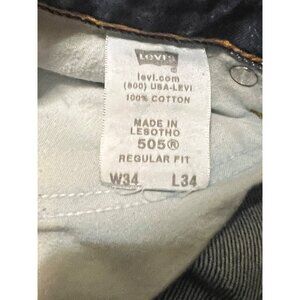 LEVI'S
levi.com
(800) USA-LEVI
100% COTTON
MADE IN
LESOTHO
505®
REGULAR FIT
W34 L34